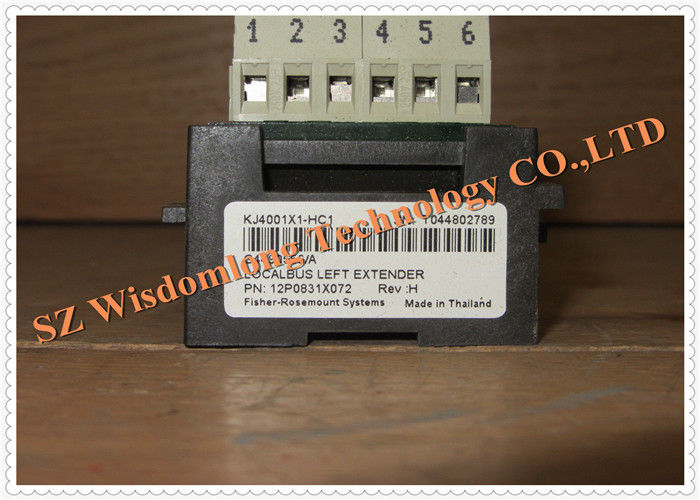 1 2 3 4 5 6
KJ4001X1-HC1 T044802789
LOCALBUS LEFT EXTENDER
PN: 12P0831X072 Rev :H
Fisher-Rosemount Systems Made in Thailand
SZ Wisdomlong Technology CO.,LTD